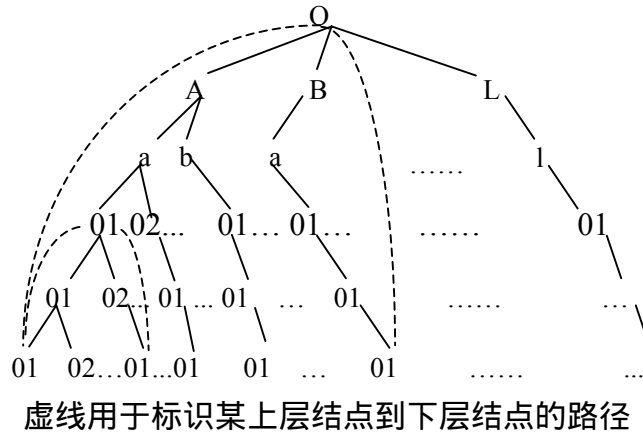 O
A B L
a b a …… l
01 02... 01… 01… …… 01
01 02... 01 ... 01 … 01 …… …
01 02…01...01 01 … 01 …… ...
虚线用于标识某上层结点到下层结点的路径